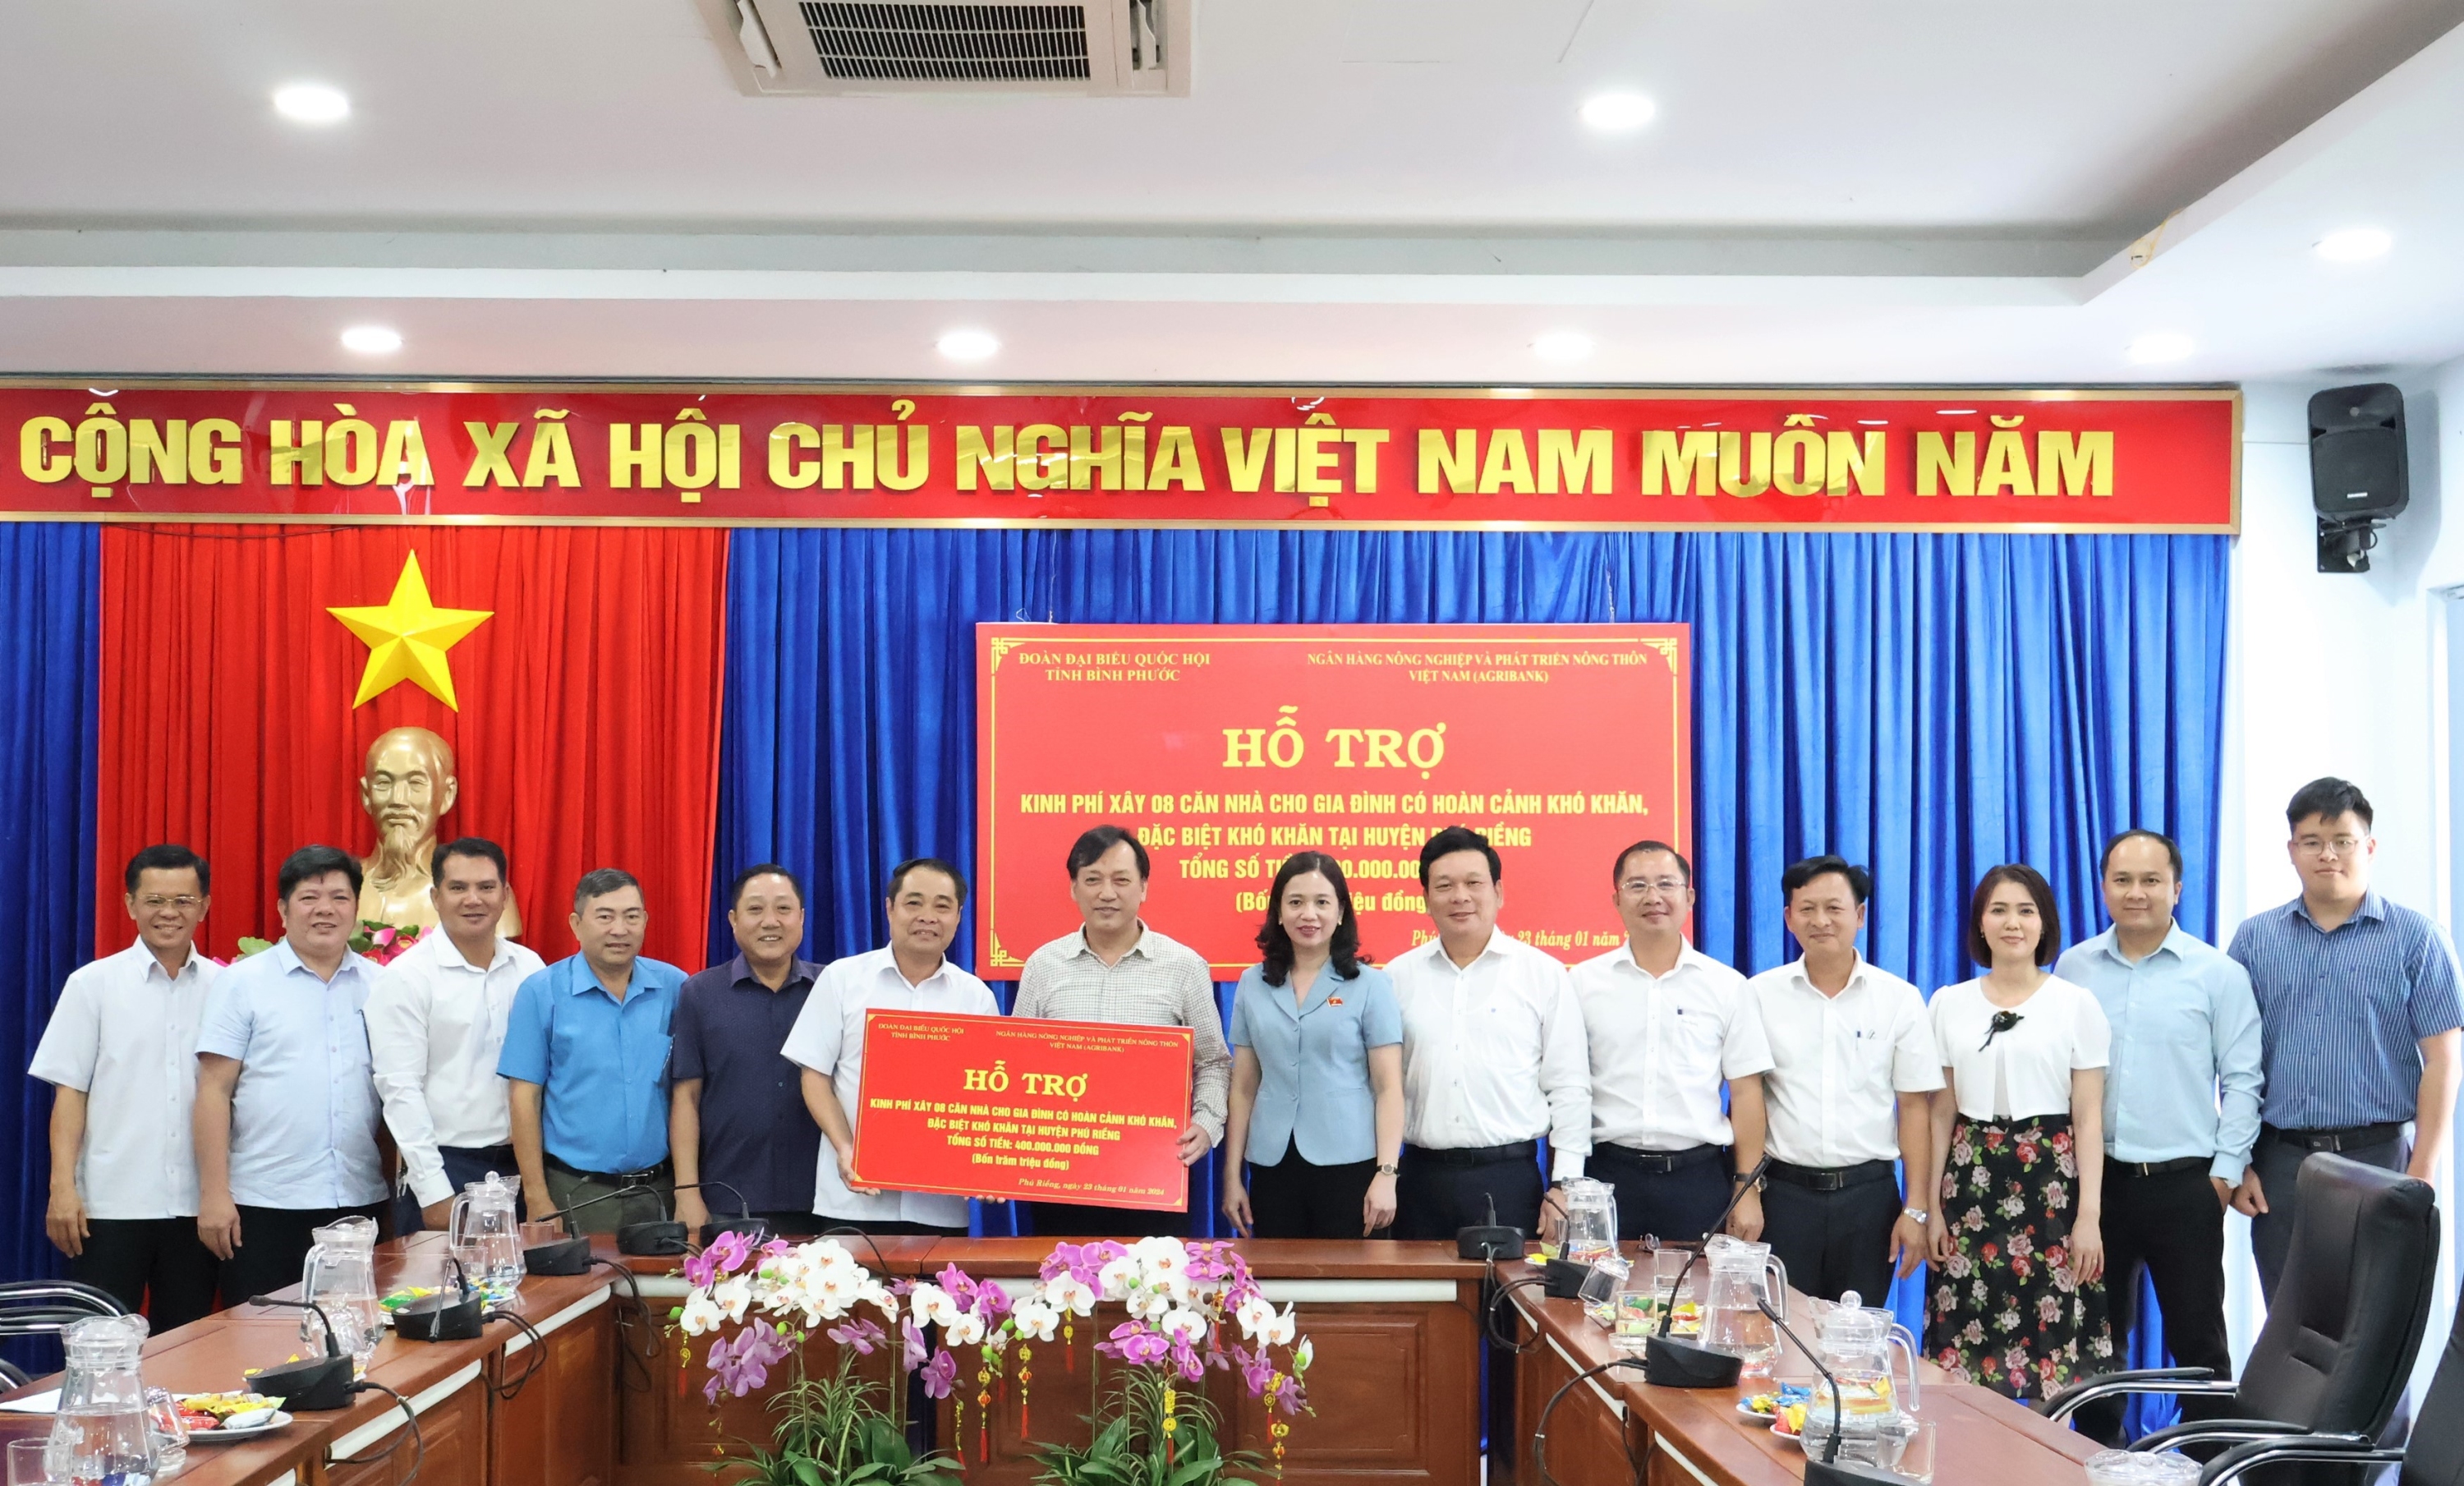 CỘNG HÒA XÃ HỘI CHỦ NGHĨA VIỆT NAM MUÔN NĂM
ĐOÀN ĐẠI BIỂU QUỐC HỘI
TỈNH BÌNH PHƯỚC
NGÂN HÀNG NÔNG NGHIỆP VÀ PHÁT TRIỂN NÔNG THÔN
VIỆT NAM (AGRIBANK)
HỖ TRỢ
KINH PHÍ XÂY 08 CĂN NHÀ CHO GIA ĐÌNH CÓ HOÀN CẢNH KHÓ KHĂN,
ĐẶC BIỆT KHÓ KHĂN TẠI HUYỆN RIỀNG
TỔNG SỐ
đồng
23 tháng 01 năm
ĐOÀN ĐẠI BIỂU QUỐC HỘI
TỈNH BÌNH PHƯỚC
NGÂN HÀNG NÔNG NGHIỆP VÀ PHÁT TRIỂN NÔNG THÔN
VIỆT NAM (AGRIBANK)
HỖ TRỢ
KINH PHÍ XÂY 08 CĂN NHÀ CHO GIA ĐÌNH CÓ HOÀN CẢNH KHÓ KHĂN,
ĐẶC BIỆT KHÓ KHĂN TẠI HUYỆN PHÚ RIỀNG
TỔNG SỐ TIỀN: 400.000.000 ĐỒNG
(Bốn trăm triệu đồng)
Phú Riềng, ngày 23 tháng 01 năm 2024